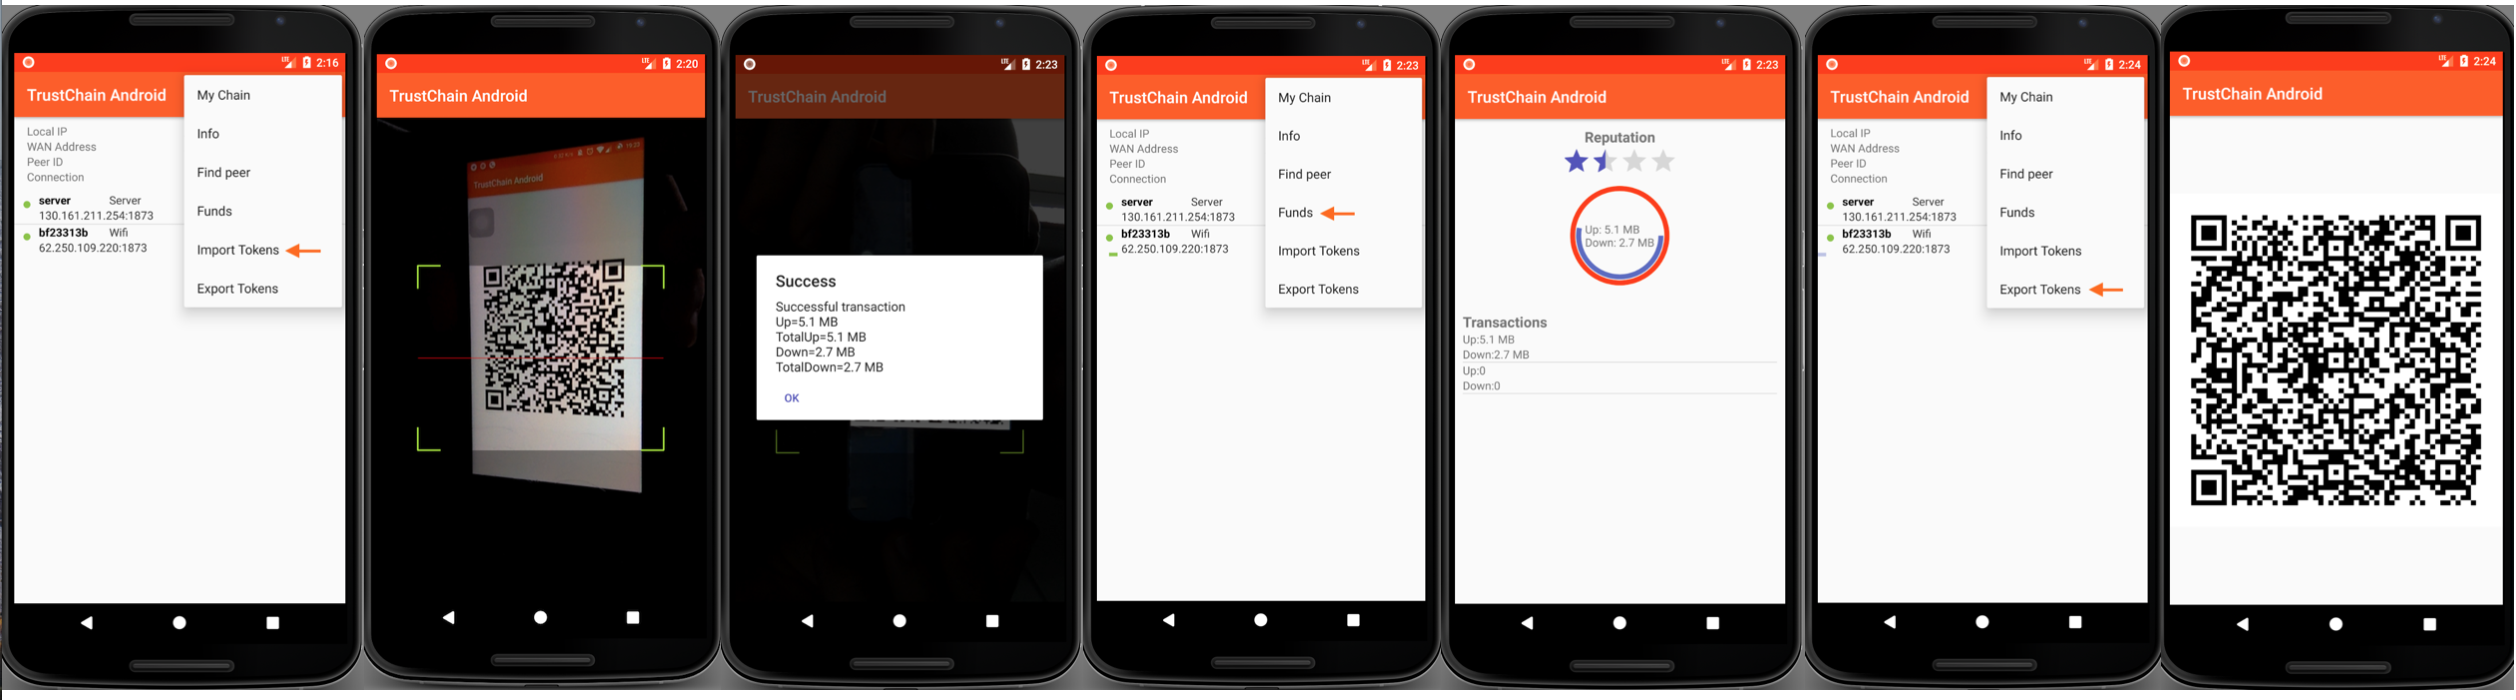 LTE 2:16
TrustChain Android
My Chain
Info
Find peer
Funds
Import Tokens
Export Tokens
Local IP
WAN Address
Peer ID
Connection
server Server
130.161.211.254:1873
bf23313b Wifi
62.250.109.220:1873
LTE 2:20
TrustChain Android
TrustChain Android
LTE 2:23
TrustChain Android
Success
Successful transaction
Up=5.1 MB
TotalUp=5.1 MB
Down=2.7 MB
TotalDown=2.7 MB
OK
LTE 2:23
TrustChain Android
My Chain
Info
Find peer
Funds
Import Tokens
Export Tokens
Local IP
WAN Address
Peer ID
Connection
server Server
130.161.211.254:1873
bf23313b Wifi
62.250.109.220:1873
LTE 2:23
TrustChain Android
Reputation
Up: 5.1 MB
Down: 2.7 MB
Transactions
Up:5.1 MB
Down:2.7 MB
Up:0
Down:0
LTE 2:24
TrustChain Android
My Chain
Info
Find peer
Funds
Import Tokens
Export Tokens
Local IP
WAN Address
Peer ID
Connection
server Server
130.161.211.254:1873
bf23313b Wifi
62.250.109.220:1873
LTE 2:24
TrustChain Android